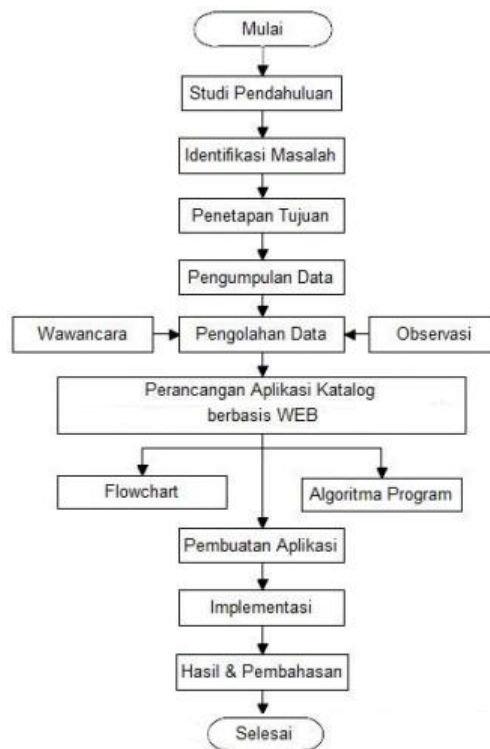 Mulai
Studi Pendahuluan
Identifikasi Masalah
Penetapan Tujuan
Pengumpulan Data
Wawancara
Pengolahan Data
Observasi
Perancangan Aplikasi Katalog
berbasis WEB
Flowchart
Algoritma Program
Pembuatan Aplikasi
Implementasi
Hasil & Pembahasan
Selesai